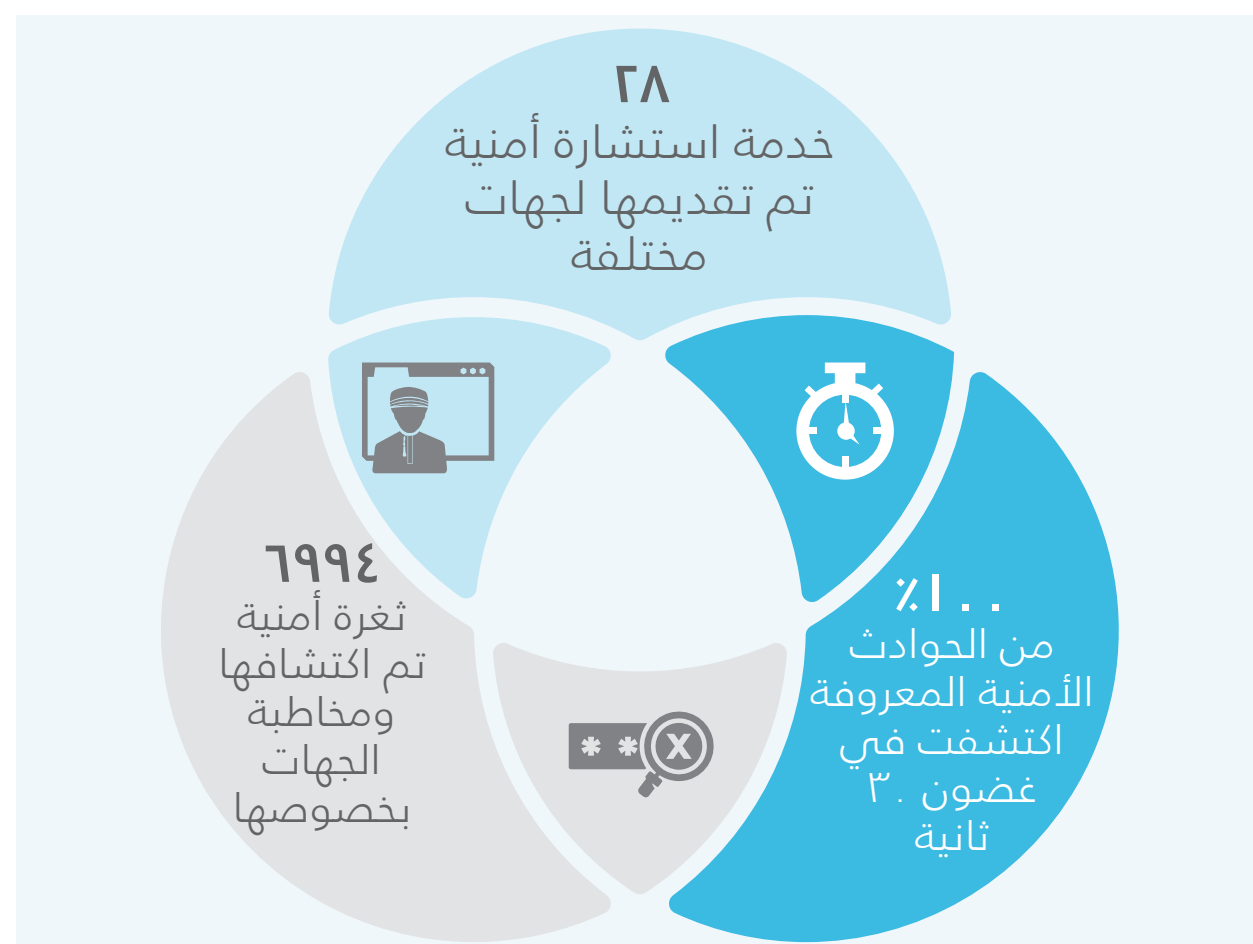 ٢٨
خدمة استشارة أمنية
تم تقديمها لجهات
مختلفة
١٠٠٪
من الحوادث
الأمنية المعروفة
اكتشفت في
غضون ٣٠
ثانية
٦٩٩٤
ثغرة أمنية
تم اكتشافها
ومخاطبة
الجهات
بخصوصها
* * X